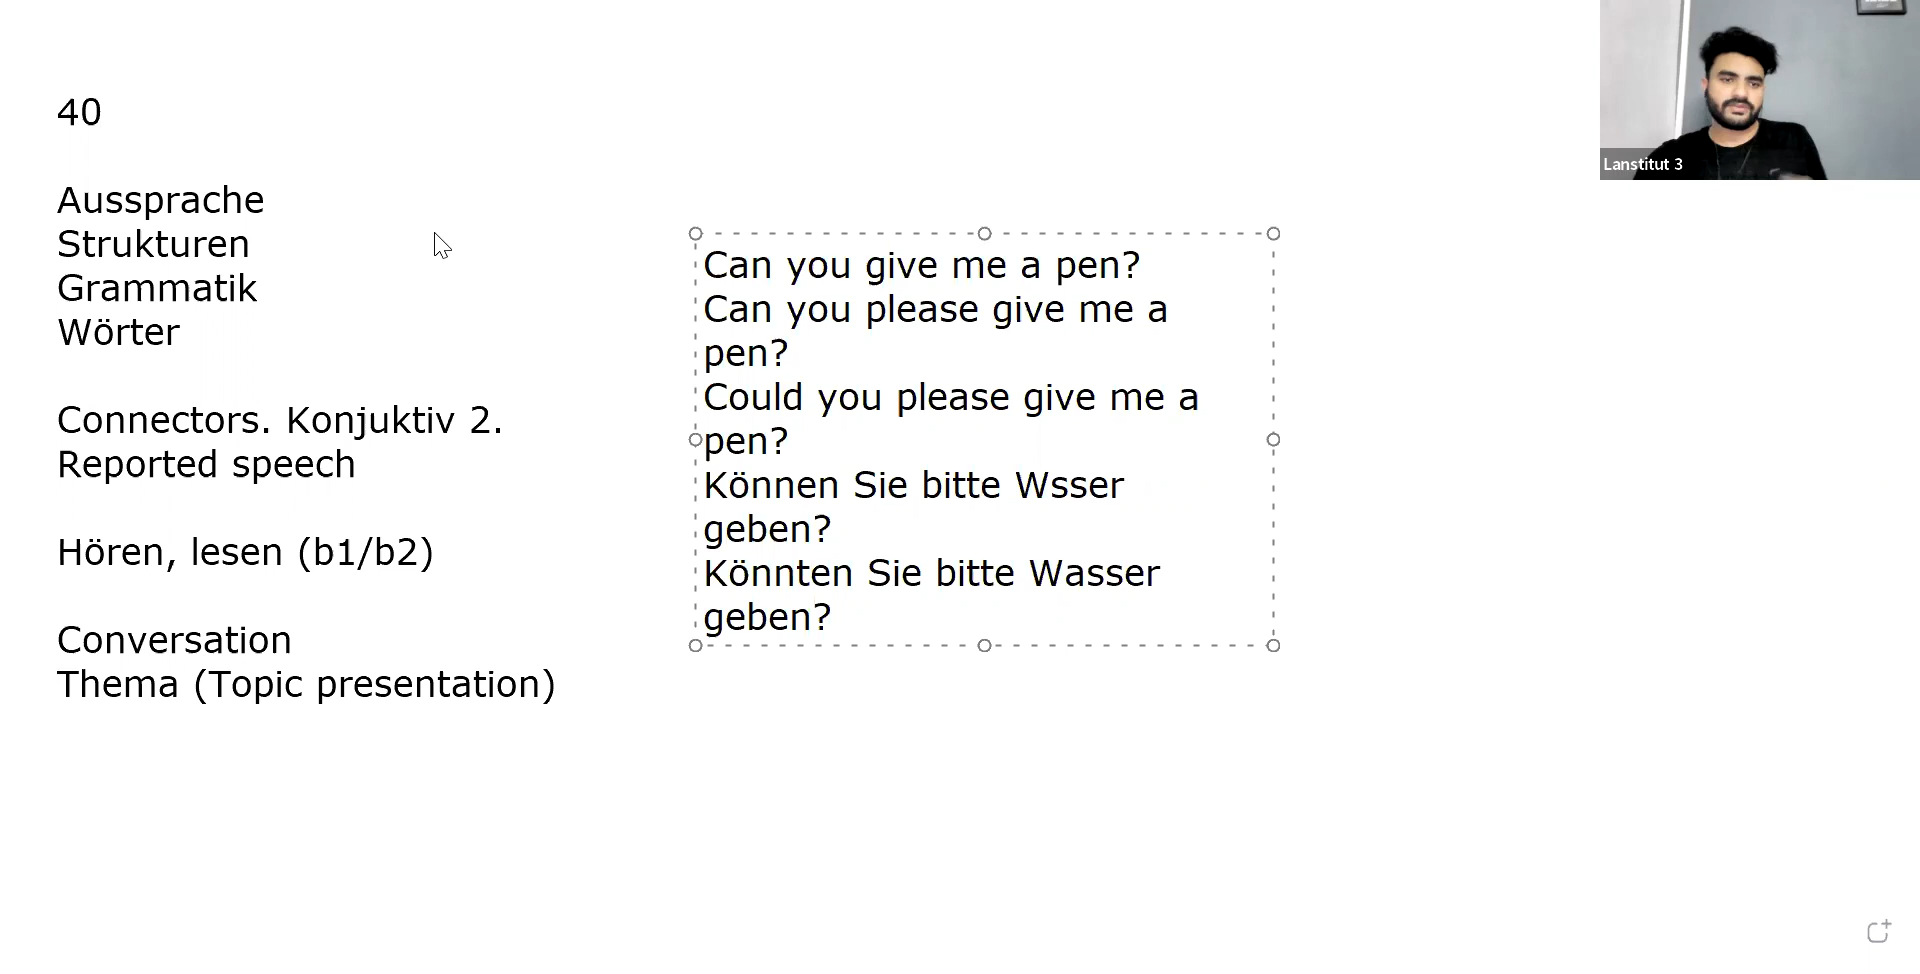 40
Aussprache
Strukturen
Grammatik
Wörter
Connectors. Konjuktiv 2.
Reported speech
Hören, lesen (b1/b2)
Conversation
Thema (Topic presentation)
Can you give me a pen?
Can you please give me a
pen?
Could you please give me a
pen?
Können Sie bitte Wsser
geben?
Könnten Sie bitte Wasser
geben?
Lanstitut 3